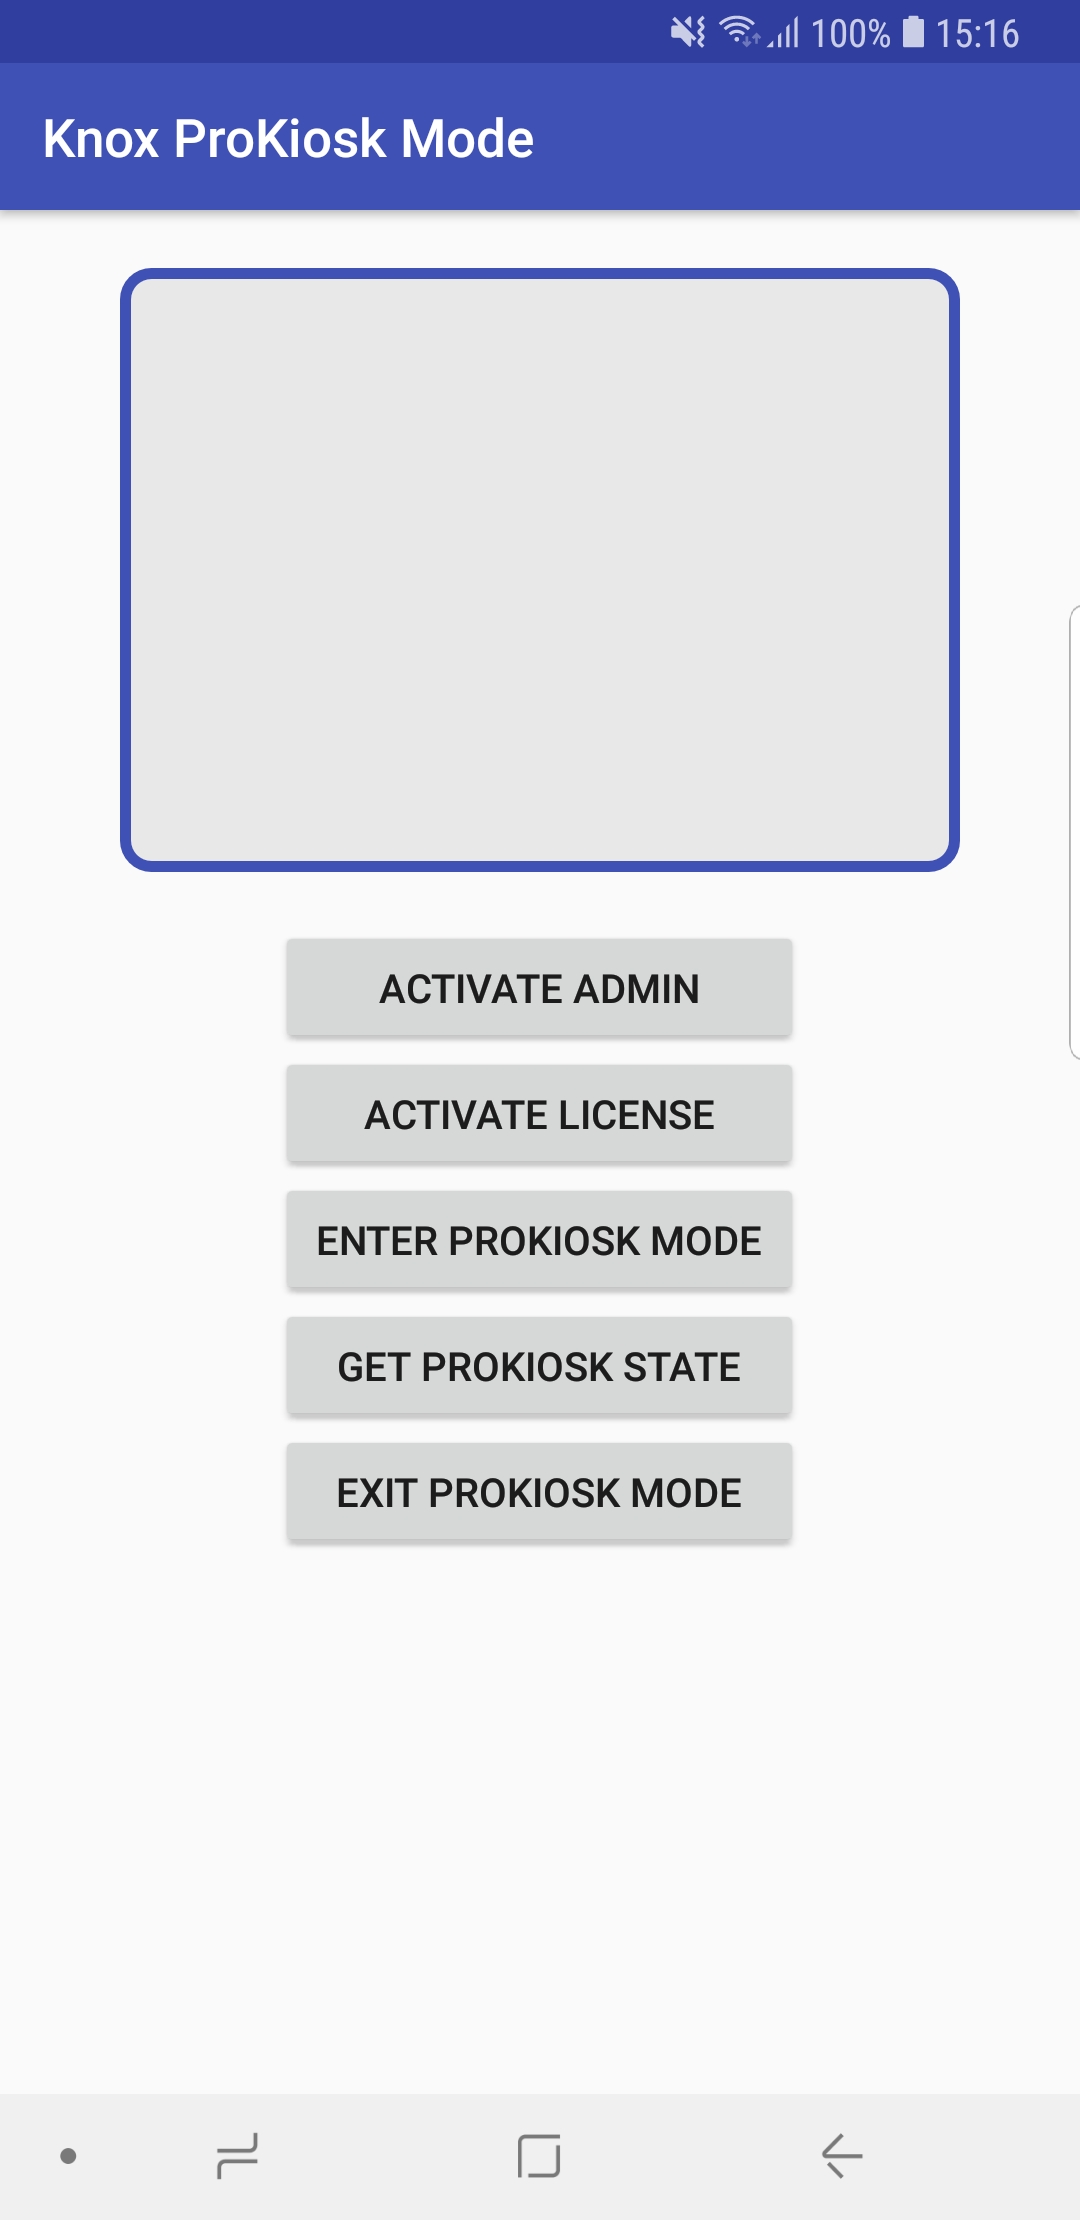 100% 15:16
Knox ProKiosk Mode
ACTIVATE ADMIN
ACTIVATE LICENSE
ENTER PROKIOSK MODE
GET PROKIOSK STATE
EXIT PROKIOSK MODE